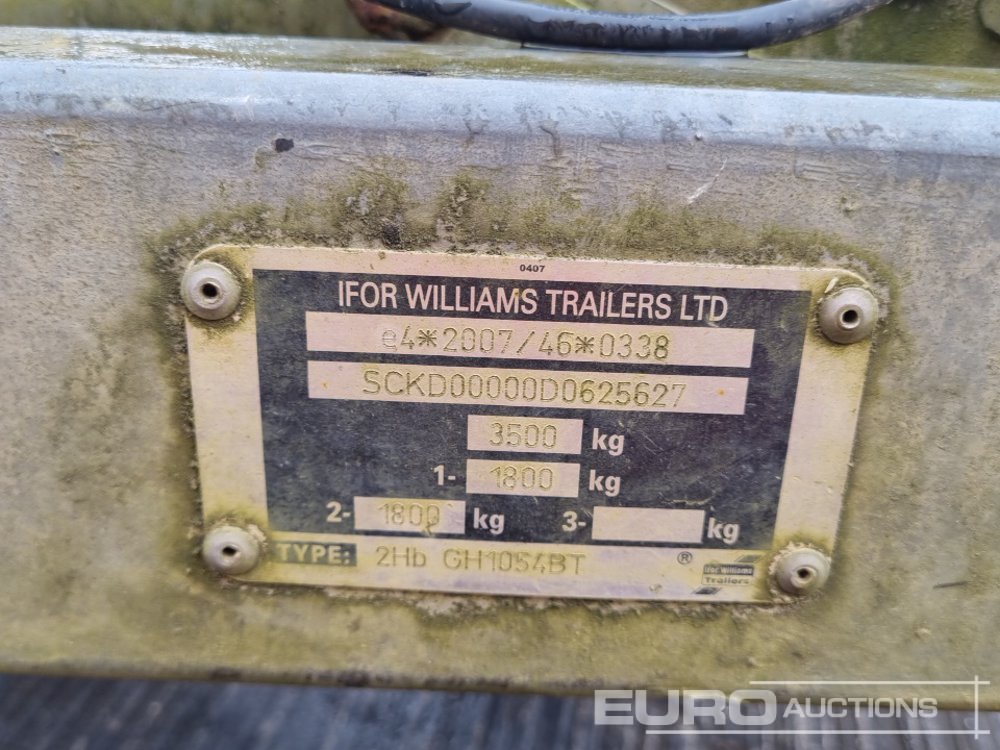 0407
IFOR WILLIAMS TRAILERS LTD
e4*2007/46*0338
SCKD00000D0625627
3500 kg
1- 1800 kg
2- 1800 kg 3- kg
TYPE: 2Hb GH1054BT ®
Ifor Williams
Trailers
EURO AUCTIONS